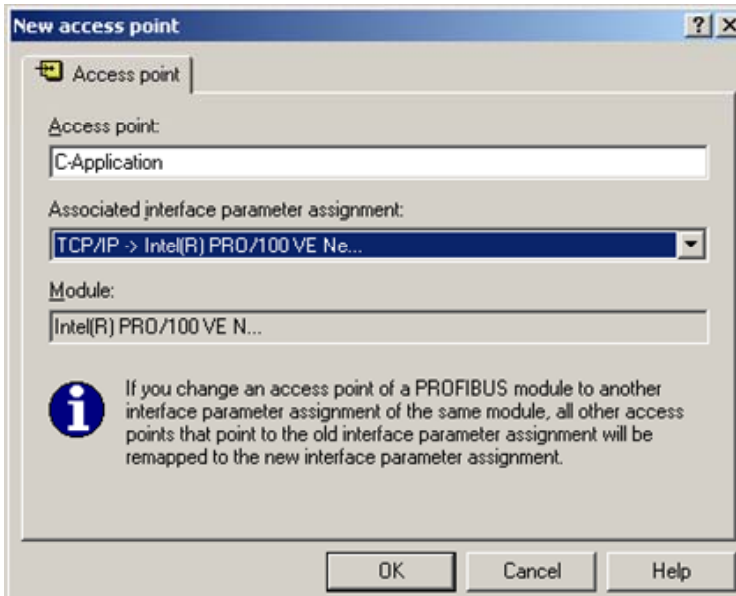 New access point
Access point
Access point:
C-Application
Associated interface parameter assignment:
TCP/IP -> Intel(R) PRO/100 VE Ne...
Module:
Intel(R) PRO/100 VE N...
If you change an access point of a PROFIBUS module to another
interface parameter assignment of the same module, all other access
points that point to the old interface parameter assignment will be
remapped to the new interface parameter assignment.
OK Cancel Help